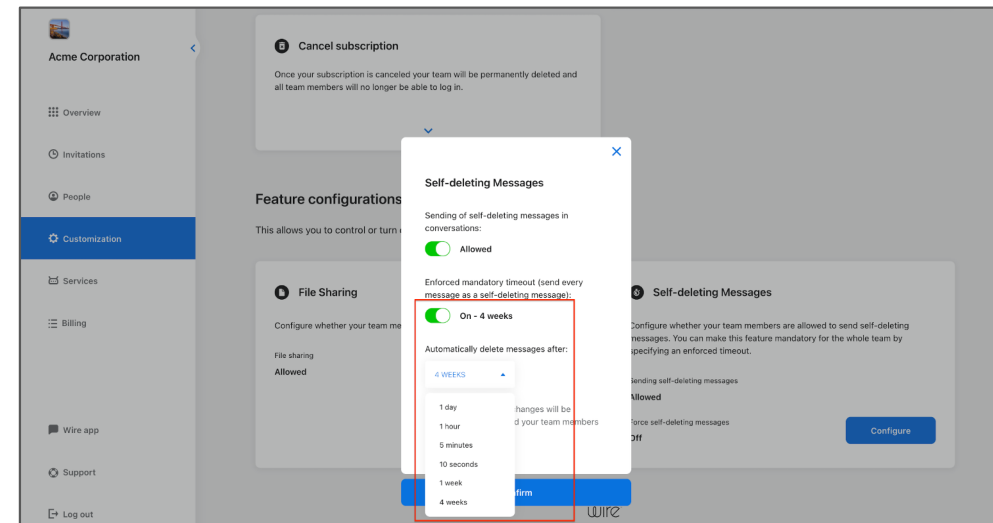 Acme Corporation
Overview
Invitations
People
Customization
Services
Billing
Wire app
Support
Log out
Cancel subscription
Once your subscription is canceled your team will be permanently deleted and
all team members will no longer be able to log in.
Feature configurations
This allows you to control or turn
File Sharing
Configure whether your team me
File sharing
Allowed
Self-deleting Messages
Sending of self-deleting messages in
conversations:
Allowed
Enforced mandatory timeout (send every
message as a self-deleting message):
On - 4 weeks
Automatically delete messages after:
4 WEEKS
1 day
1 hour
5 minutes
10 seconds
1 week
4 weeks
hanges will be
d your team members
firm
Self-deleting Messages
Configure whether your team members are allowed to send self-deleting
messages. You can make this feature mandatory for the whole team by
specifying an enforced timeout.
Sending self-deleting messages
Allowed
Force self-deleting messages
Off
Configure
wire